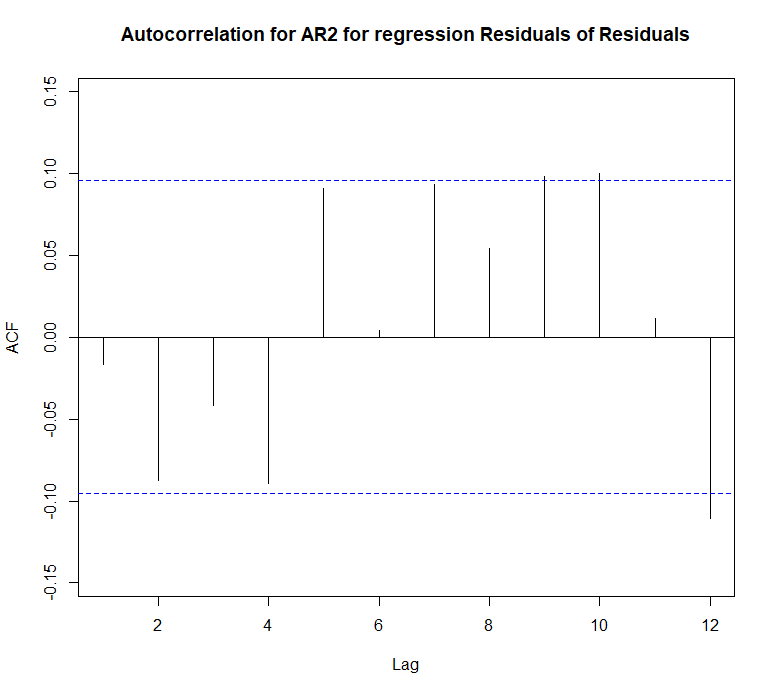 Autocorrelation for AR2 for regression Residuals of Residuals
0.15
0.10
0.05
0.00
-0.05
-0.10
-0.15
ACF
2 4 6 8 10 12
Lag